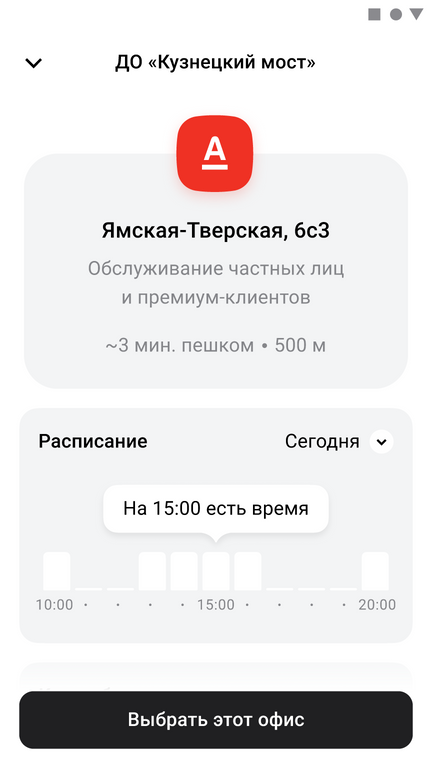 ДО «Кузнецкий мост»
А
Ямская-Тверская, 6с3
Обслуживание частных лиц
и премиум-клиентов
~3 мин. пешком • 500 м
Расписание
Сегодня
На 15:00 есть время
10:00 · · · · 15:00 · · · · 20:00
Выбрать этот офис